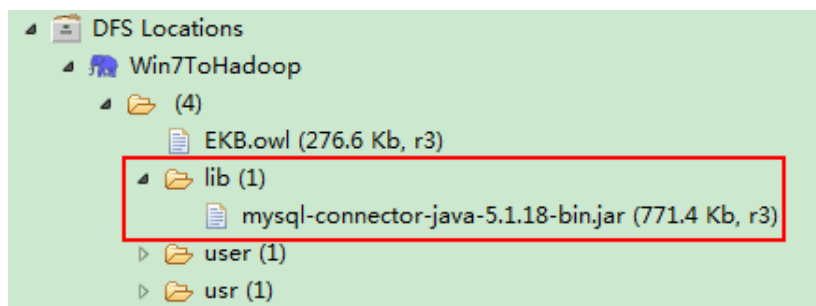 DFS Locations
Win7ToHadoop
(4)
EKB.owl (276.6 Kb, r3)
lib (1)
mysql-connector-java-5.1.18-bin.jar (771.4 Kb, r3)
user (1)
usr (1)